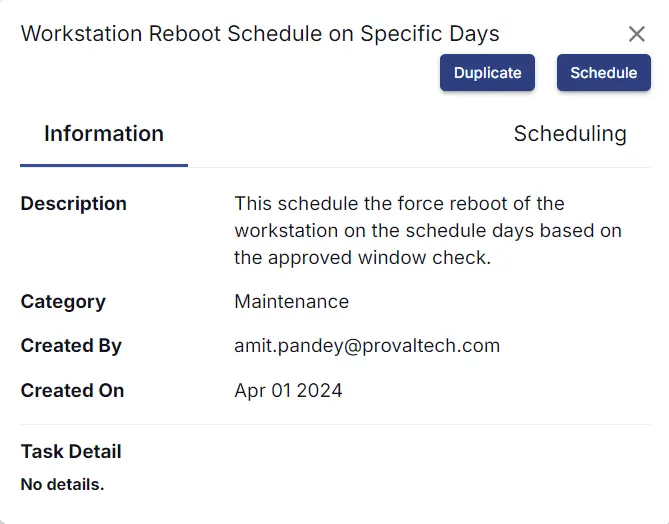 Workstation Reboot Schedule on Specific Days
Duplicate
Schedule
Information
Scheduling
Description
This schedule the force reboot of the
workstation on the schedule days based on
the approved window check.
Category
Maintenance
Created By
amit.pandey@provaltech.com
Created On
Apr 01 2024
Task Detail
No details.